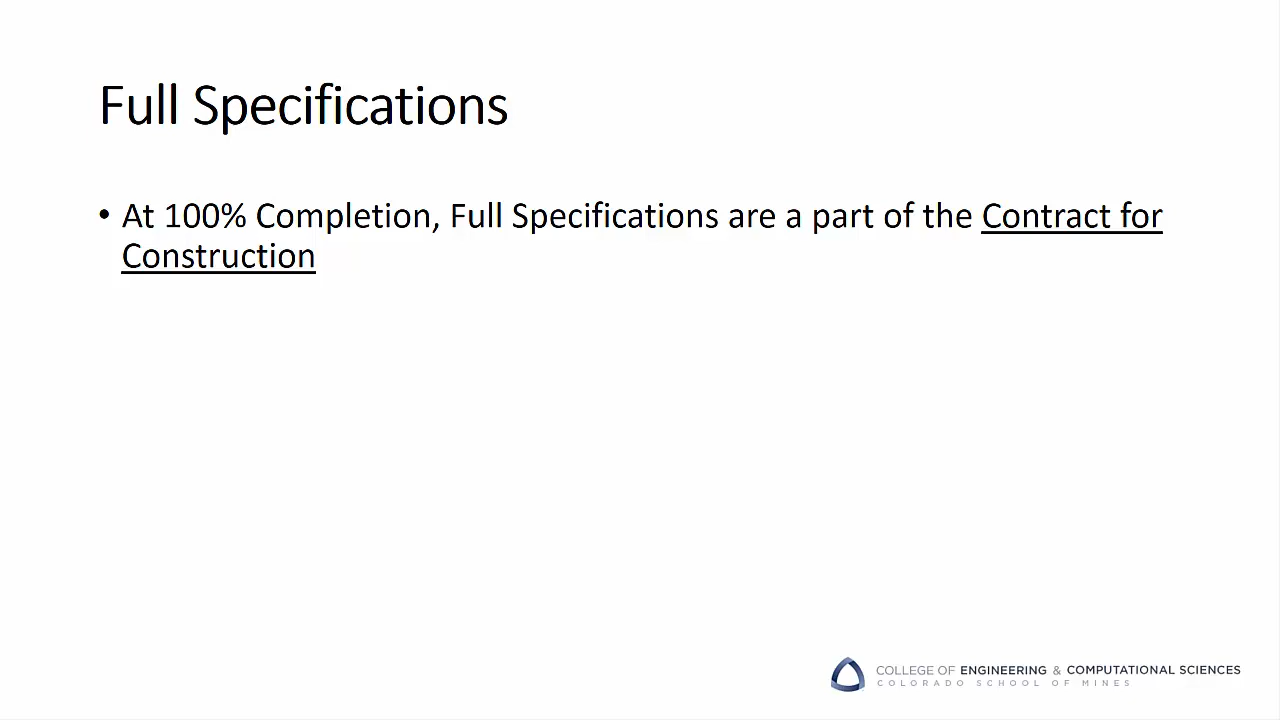 Full Specifications
• At 100% Completion, Full Specifications are a part of the Contract for
Construction
COLLEGE OF ENGINEERING & COMPUTATIONAL SCIENCES
COLORADO SCHOOL OF MINES